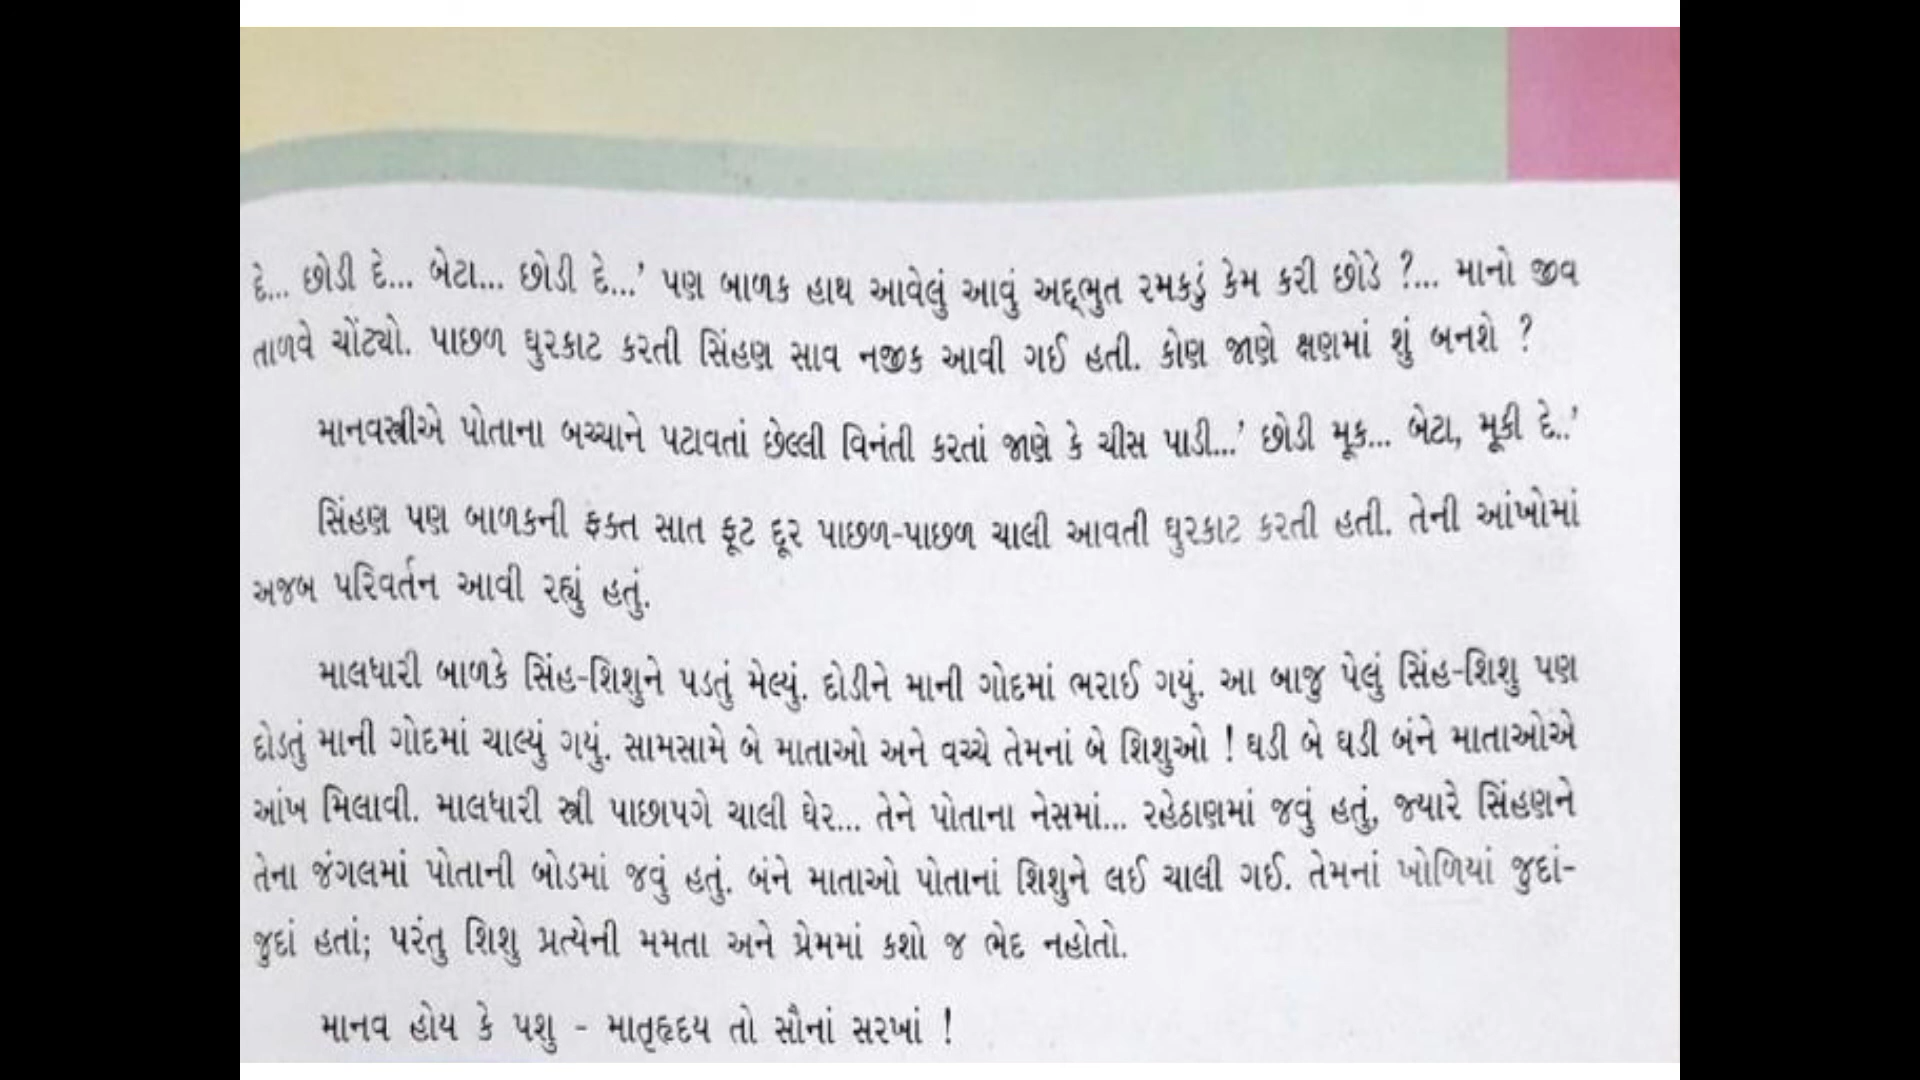 દે... છોડી દે... બેટા... છોડી દે...' પણ બાળક હાથ આવેલું આવું અદ્ભુત રમકડું કેમ કરી છોડે ?... માનો જીવ
તાળવે ચોંટ્યો. પાછળ ઘુરકાટ કરતી સિંહણ સાવ નજીક આવી ગઈ હતી. કોણ જાણે ક્ષણમાં શું બનશે ?
માનવસ્ત્રીએ પોતાના બચ્ચાને પટાવતાં છેલ્લી વિનંતી કરતાં જાણે કે ચીસ પાડી...' છોડી મૂક... બેટા, મૂકી દે..'
સિંહણ પણ બાળકની ફક્ત સાત ફૂટ દૂર પાછળ-પાછળ ચાલી આવતી ઘુરકાટ કરતી હતી. તેની આંખોમાં
અજબ પરિવર્તન આવી રહ્યું હતું.
માલધારી બાળકે સિંહ-શિશુને પડતું મેલ્યું. દોડીને માની ગોદમાં ભરાઈ ગયું. આ બાજુ પેલું સિંહ-શિશુ પણ
દોડતું માની ગોદમાં ચાલ્યું ગયું. સામસામે બે માતાઓ અને વચ્ચે તેમનાં બે શિશુઓ ! ઘડી બે ઘડી બંને માતાઓએ
આંખ મિલાવી. માલધારી સ્ત્રી પાછાપગે ચાલી ઘેર... તેને પોતાના નેસમાં... રહેઠાણમાં જવું હતું, જ્યારે સિંહણને
તેના જંગલમાં પોતાની બોડમાં જવું હતું. બંને માતાઓ પોતાનાં શિશુને લઈ ચાલી ગઈ. તેમનાં ખોળિયાં જુદાં-
જુદાં હતાં; પરંતુ શિશુ પ્રત્યેની મમતા અને પ્રેમમાં કશો જ ભેદ નહોતો.
માનવ હોય કે પશુ - માતૃહૃદય તો સૌનાં સરખાં !